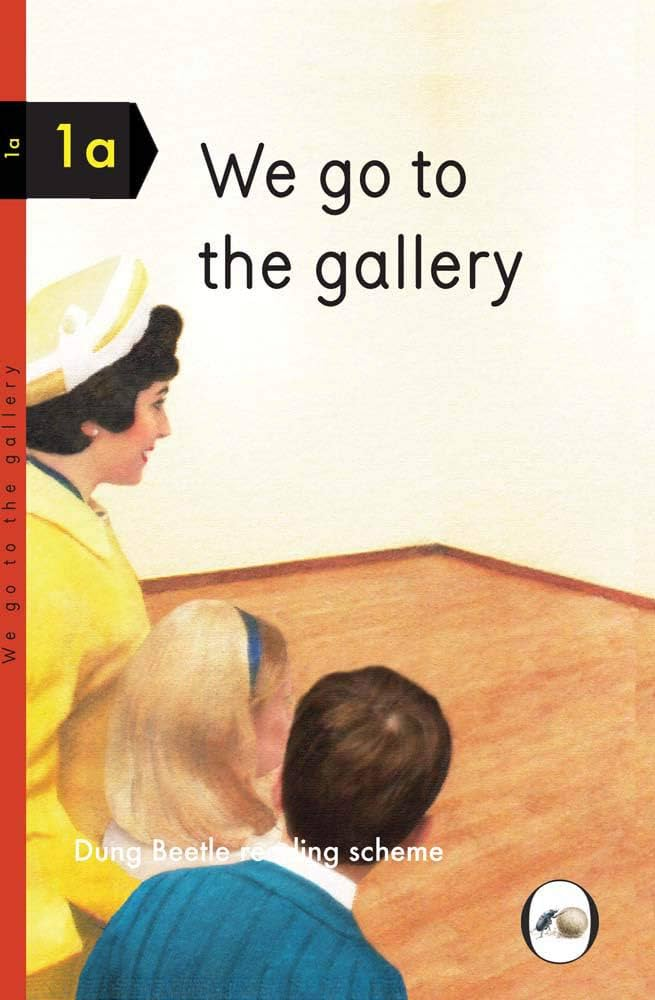 1a
1a
We go to
the gallery
We go to the gallery
Dung Beetle reading scheme